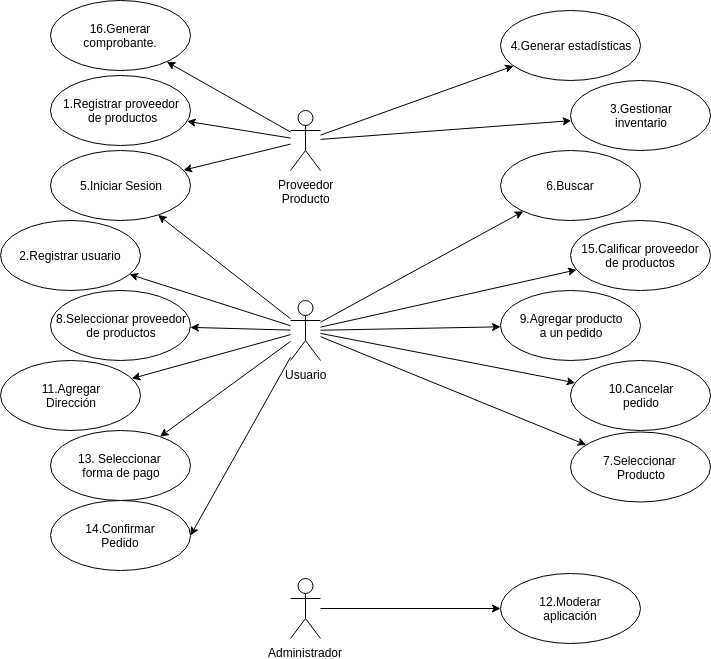 16.Generar
comprobante.
4.Generar estadísticas
1.Registrar proveedor
de productos
3.Gestionar
inventario
Proveedor
Producto
5.Iniciar Sesion
6.Buscar
2.Registrar usuario
15.Calificar proveedor
de productos
8.Seleccionar proveedor
de productos
9.Agregar producto
a un pedido
Usuario
11.Agregar
Dirección
10.Cancelar
pedido
13. Seleccionar
forma de pago
7.Seleccionar
Producto
14.Confirmar
Pedido
12.Moderar
aplicación
Administrador